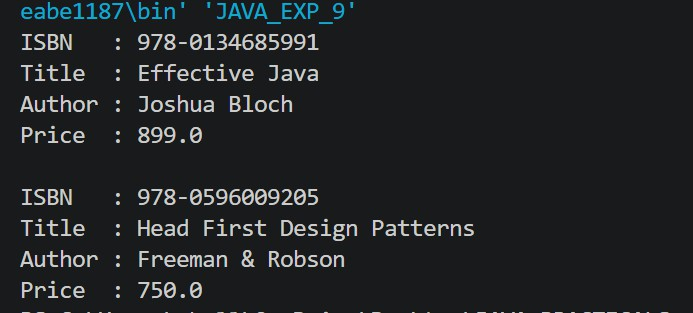 eabe1187\bin' 'JAVA_EXP_9'
ISBN   : 978-0134685991
Title  : Effective Java
Author : Joshua Bloch
Price  : 899.0
ISBN   : 978-0596009205
Title  : Head First Design Patterns
Author : Freeman & Robson
Price  : 750.0